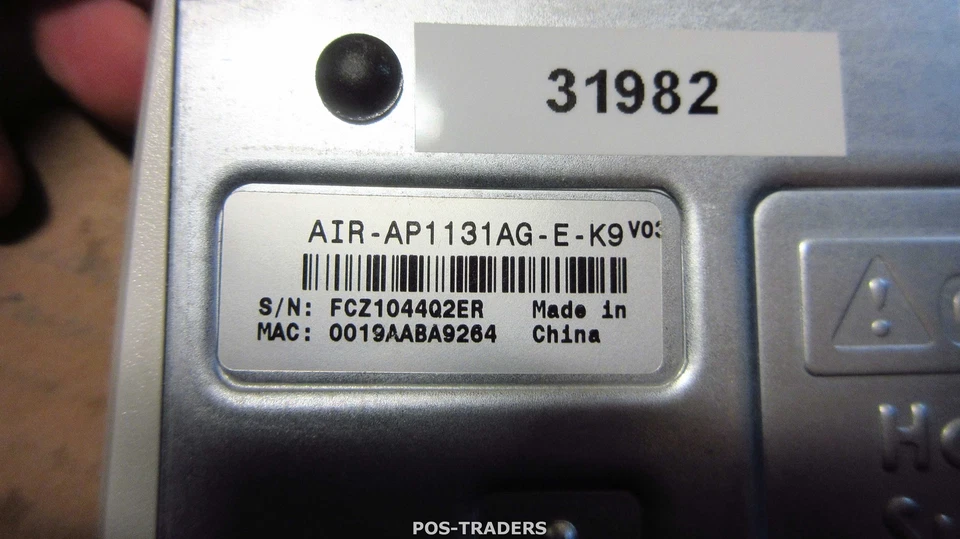 31982
AIR-AP1131AG-E-K9 V03
S/N: FCZ1044Q2ER Made in
MAC: 0019AABA9264 China
POS-TRADERS